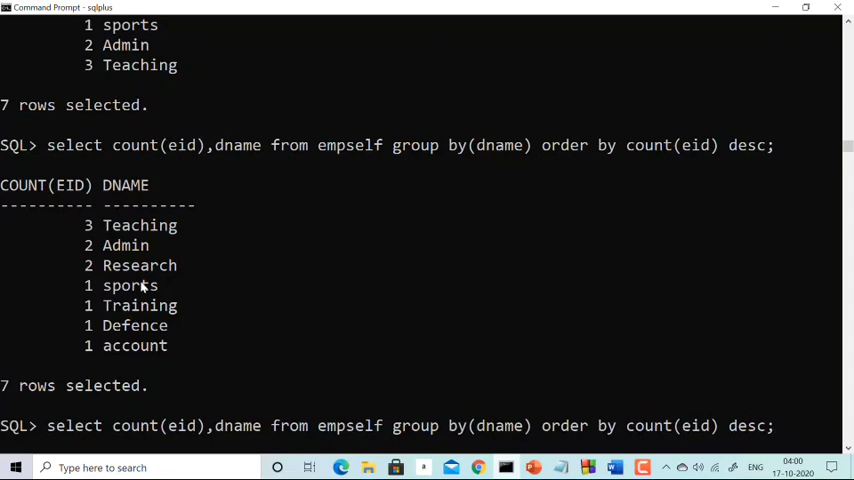 Command Prompt - sqlplus
1 sports
2 Admin
3 Teaching
7 rows selected.
SQL> select count(eid),dname from empself group by(dname) order by count(eid) desc;
COUNT(EID) DNAME
---------- ----------
3 Teaching
2 Admin
2 Research
1 sports
1 Training
1 Defence
1 account
7 rows selected.
SQL> select count(eid),dname from empself group by(dname) order by count(eid) desc;
Type here to search
a
ENG
04:00
17-10-2020